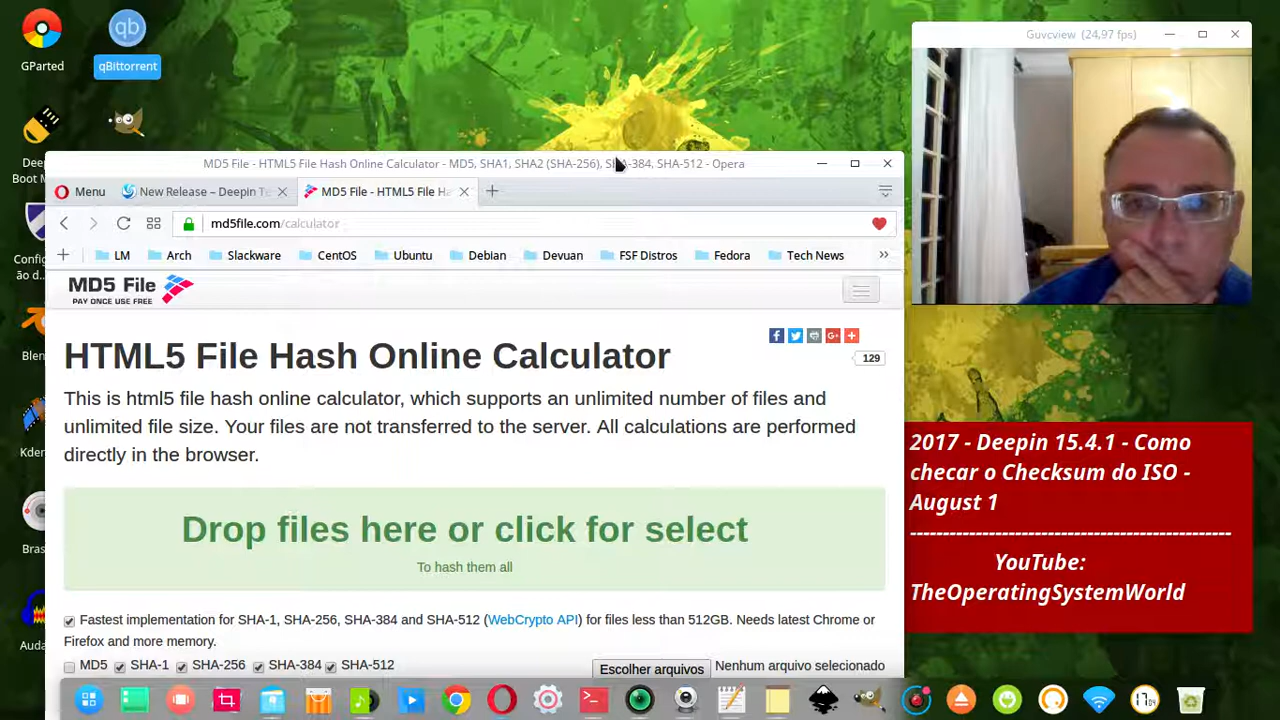 GParted
qBittorrent
Guvcview (24,97 fps)
MD5 File - HTML5 File Hash Online Calculator - MD5, SHA1, SHA2 (SHA-256), SHA-384, SHA-512 - Opera
Menu
New Release – Deepin Te
MD5 File - HTML5 File Ha
md5file.com/calculator
LM
Arch
Slackware
CentOS
Ubuntu
Debian
Devuan
FSF Distros
Fedora
Tech News
Dee
Boot M
Config
ão d...
Blen
Kder
Bras
Auda
MD5 File
PAY ONCE USE FREE
HTML5 File Hash Online Calculator
129
This is html5 file hash online calculator, which supports an unlimited number of files and
unlimited file size. Your files are not transferred to the server. All calculations are performed
directly in the browser.
Drop files here or click for select
To hash them all
Fastest implementation for SHA-1, SHA-256, SHA-384 and SHA-512 (WebCrypto API) for files less than 512GB. Needs latest Chrome or
Firefox and more memory.
MD5 SHA-1 SHA-256 SHA-384 SHA-512
Escolher arquivos Nenhum arquivo selecionado
2017 - Deepin 15.4.1 - Como
checar o Checksum do ISO -
August 1
------------------------------------------------
YouTube:
TheOperatingSystemWorld